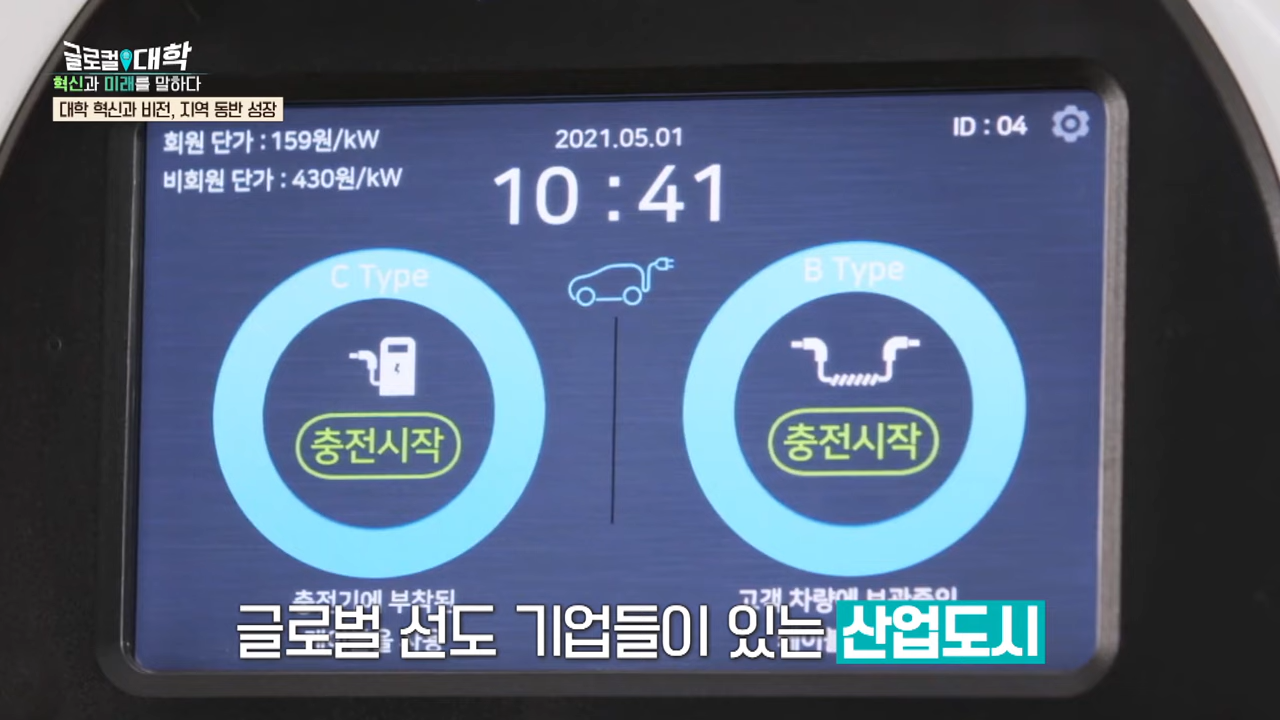 글로컬 대학
혁신과 미래를 말하다
대학 혁신과 비전, 지역 동반 성장
회원 단가 : 159원/kW
비회원 단가 : 430원/kW
2021.05.01
10 : 41
ID : 04
C Type
충전시작
B Type
충전시작
충전기에 부착된
고객 차량에 보관중인
글로벌 선도 기업들이 있는 산업도시